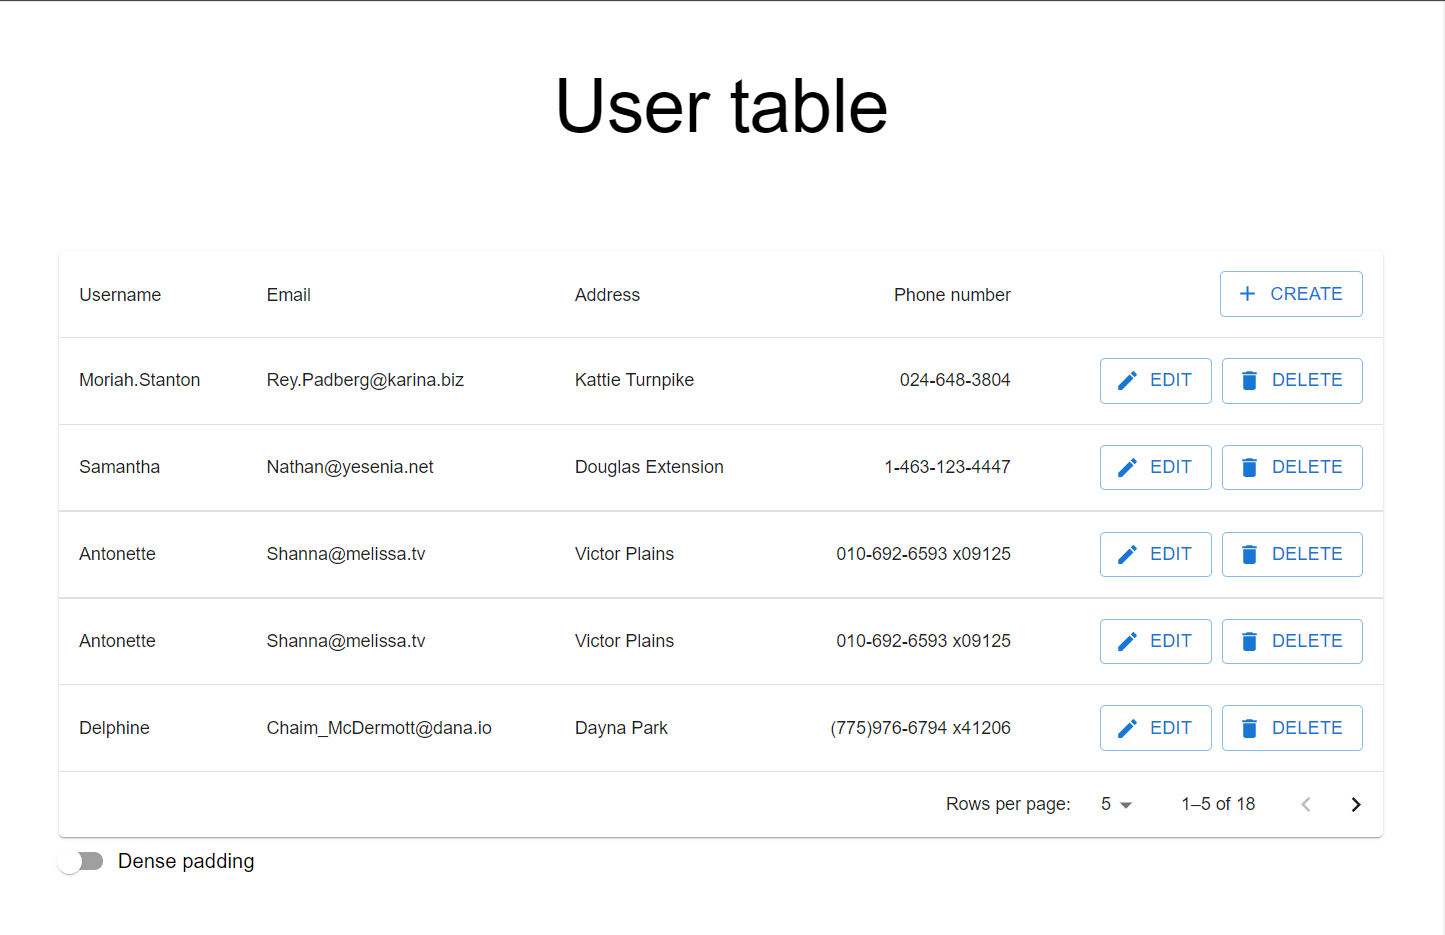 User table
Username Email Address Phone number CREATE
Moriah.Stanton Rey.Padberg@karina.biz Kattie Turnpike 024-648-3804 EDIT DELETE
Samantha Nathan@yesenia.net Douglas Extension 1-463-123-4447 EDIT DELETE
Antonette Shanna@melissa.tv Victor Plains 010-692-6593 x09125 EDIT DELETE
Antonette Shanna@melissa.tv Victor Plains 010-692-6593 x09125 EDIT DELETE
Delphine Chaim_McDermott@dana.io Dayna Park (775)976-6794 x41206 EDIT DELETE
Rows per page: 5 1–5 of 18
Dense padding